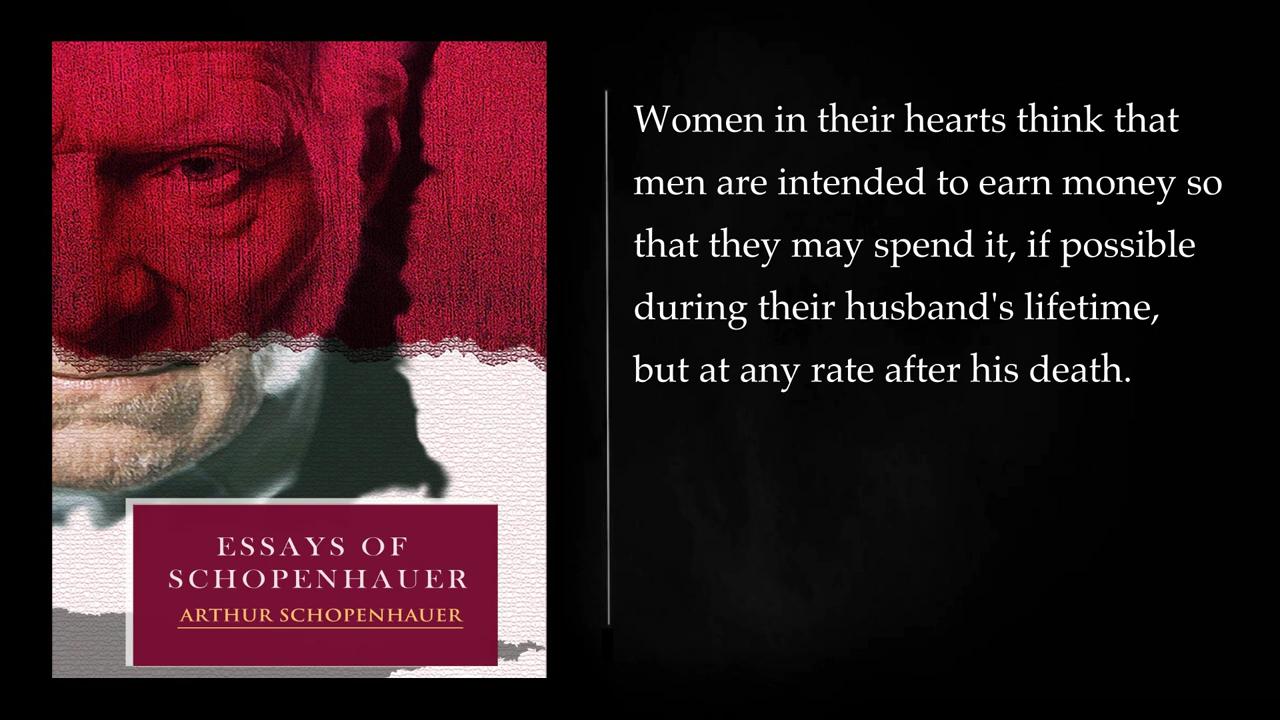 ESSAYS OF
SCHOPENHAUER
ARTHUR SCHOPENHAUER
Women in their hearts think that
men are intended to earn money so
that they may spend it, if possible
during their husband's lifetime,
but at any rate after his death.